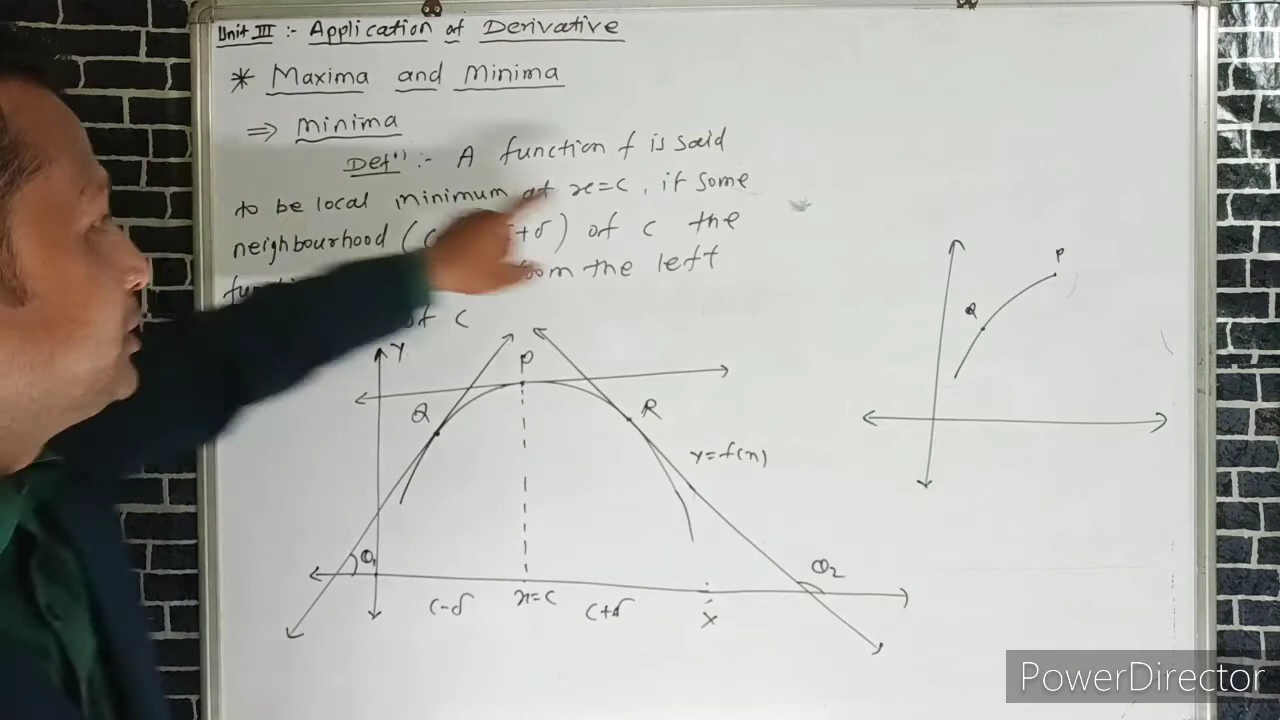 Unit III :- Application of Derivative
* Maxima and Minima
⇒ Minima
Defⁿ :- A function f is said
to be local minimum at x=c, if some
neighbourhood (c +δ) of c the
from the left
of c
Y
P
Q
R
y=f(x)
θ1
θ2
c-δ
x=c
c+δ
X
P
Q
PowerDirector